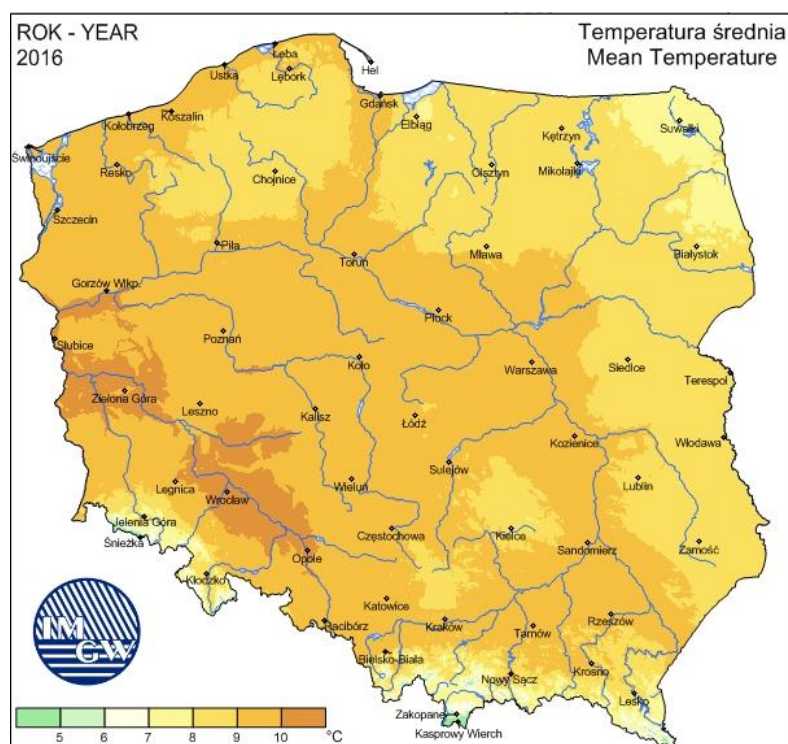 ROK - YEAR
2016
Temperatura średnia
Mean Temperature
Łeba
Hel
Ustka
Lębork
Gdańsk
Koszalin
Kołobrzeg
Elbląg
Kętrzyn
Suwałki
Świnoujście
Resko
Chojnice
Olsztyn
Mikołajki
Szczecin
Piła
Toruń
Mława
Białystok
Gorzów Wlkp.
Płock
Słubice
Poznań
Koło
Warszawa
Siedlce
Terespol
Zielona Góra
Leszno
Kalisz
Łódź
Kozienice
Włodawa
Sulejów
Legnica
Wrocław
Wieluń
Lublin
Jelenia Góra
Śnieżka
Częstochowa
Kielce
Sandomierz
Zamość
Opole
Kłodzko
Katowice
Racibórz
Kraków
Tarnów
Rzeszów
Bielsko-Biała
Nowy Sącz
Krosno
Lesko
Zakopane
Kasprowy Wierch
IM
GW
5 6 7 8 9 10 °C